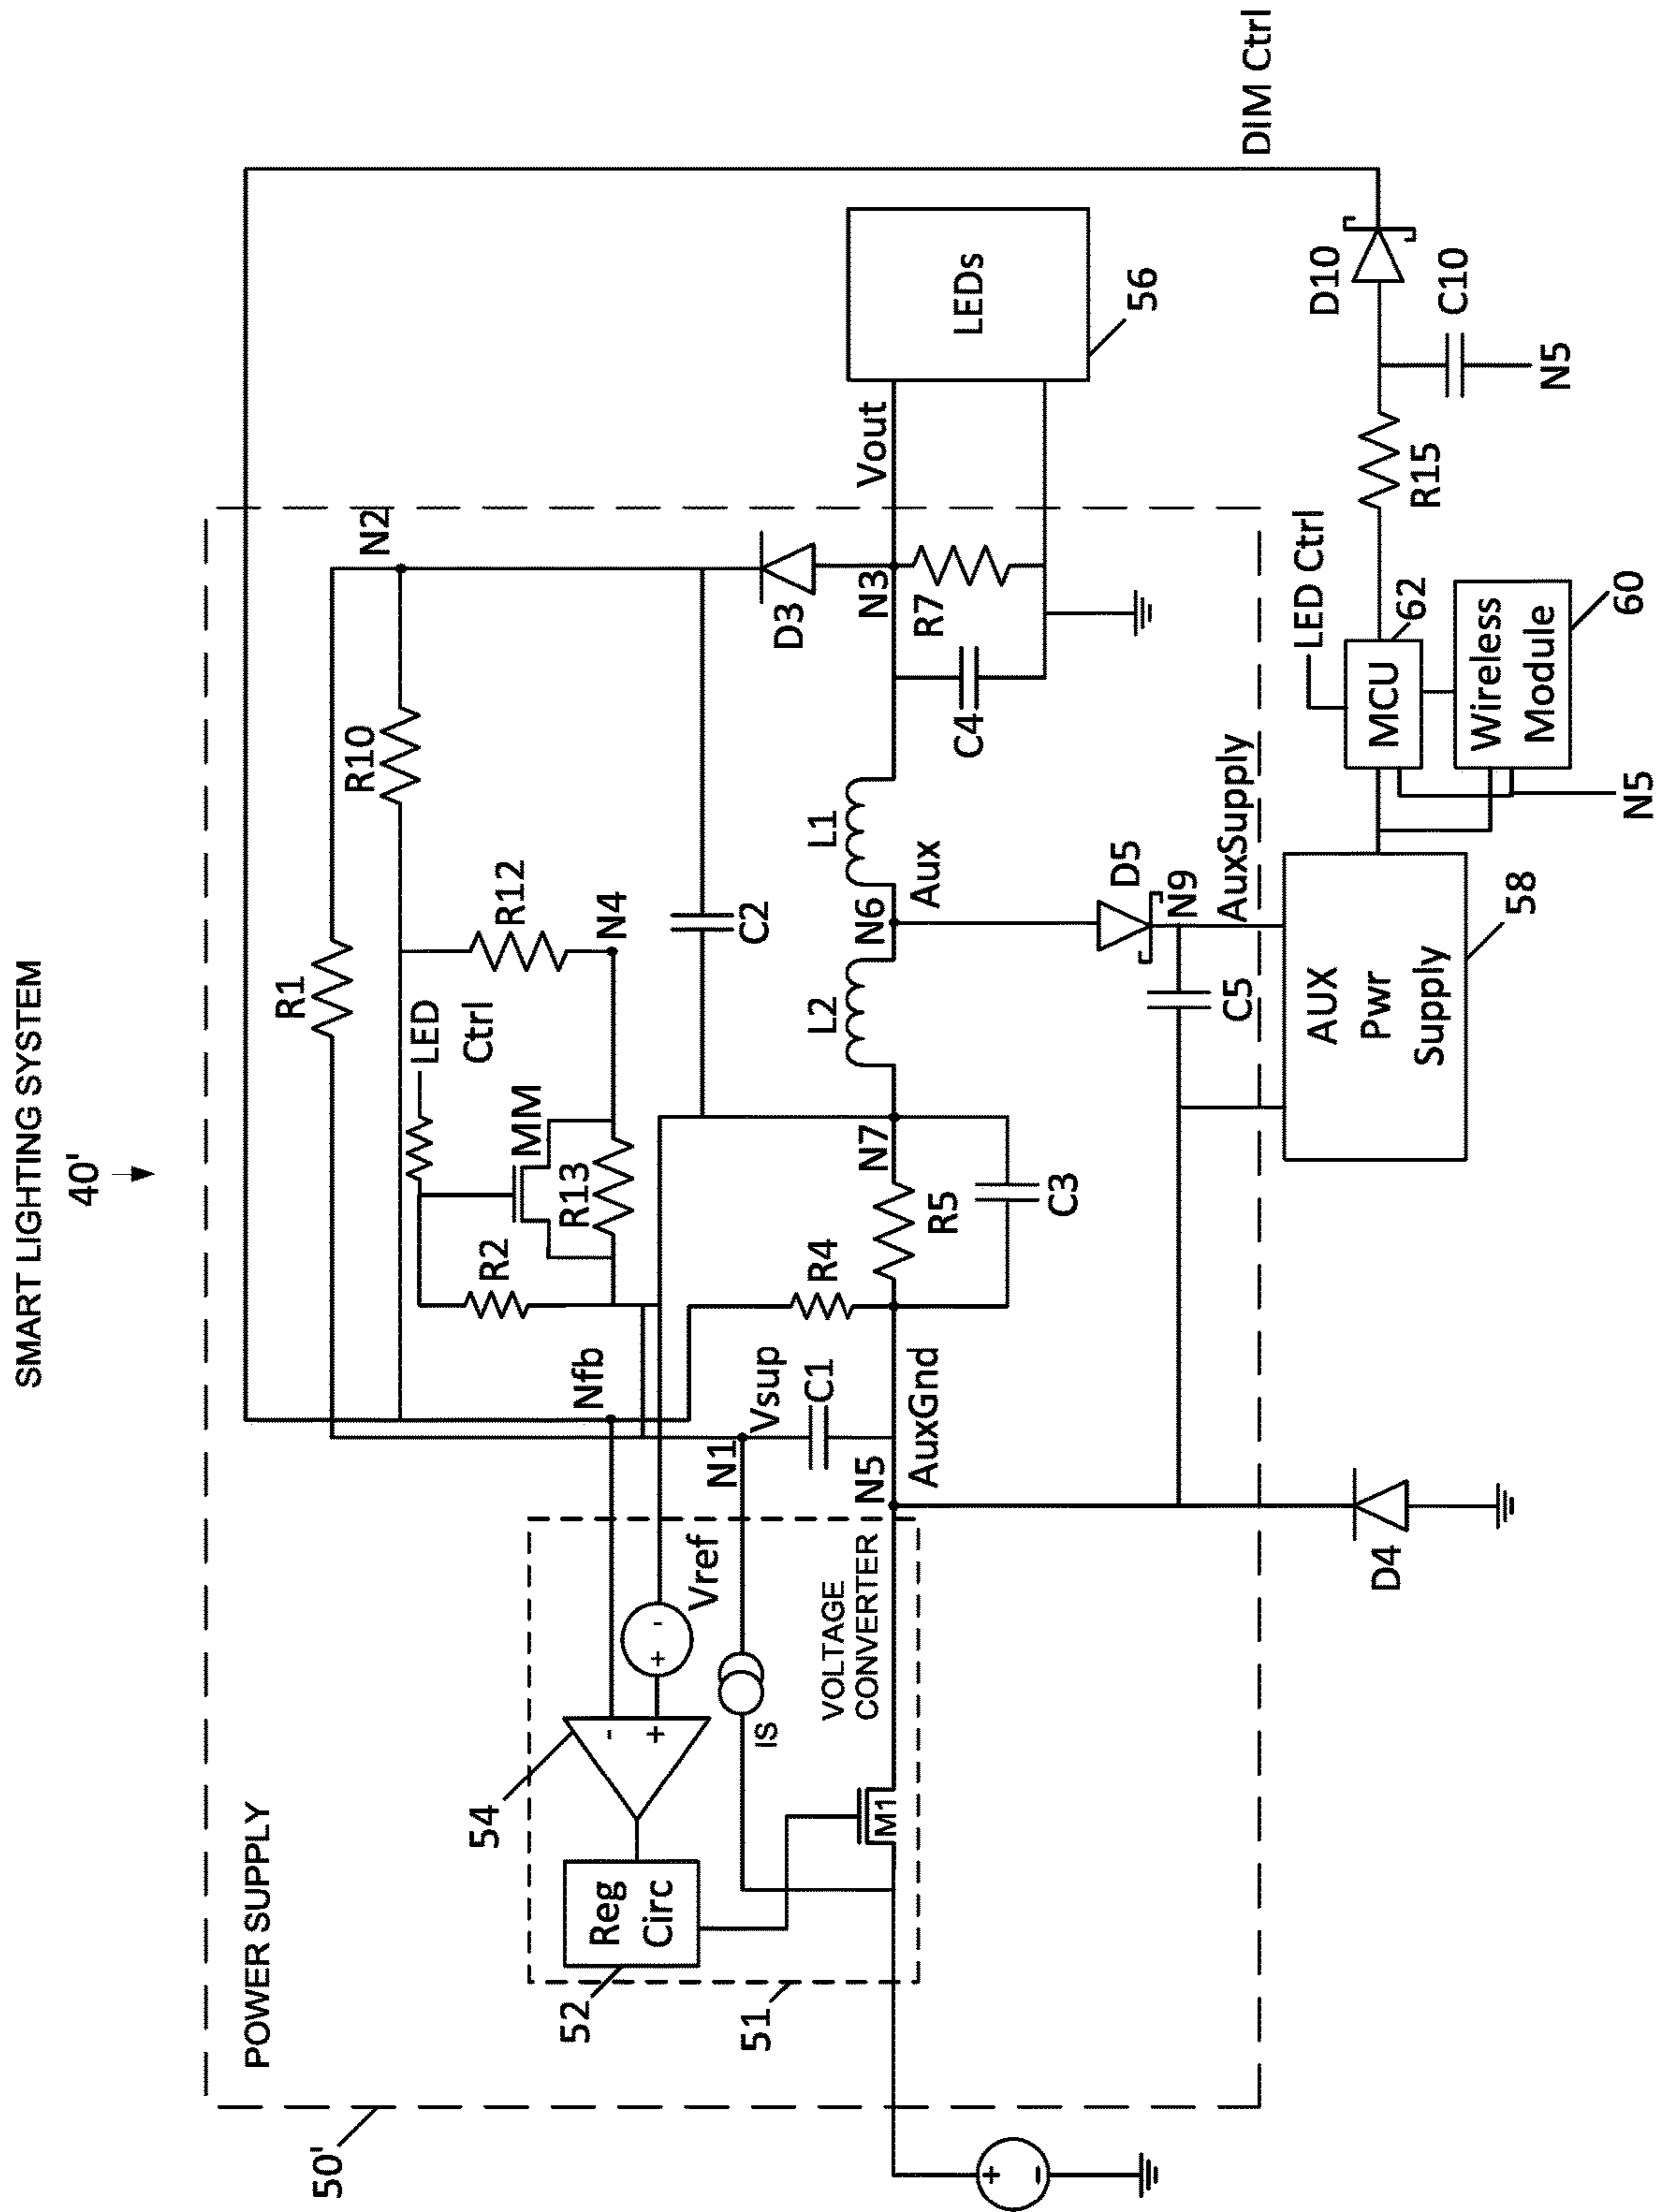 SMART LIGHTING SYSTEM
40'
POWER SUPPLY
50'
R1
N2
R10
LED
Ctrl
R12
N4
MM
R13
R2
C2
Nfb
N1
Vsup
C1
R4
N7
R5
C3
L2
N6
Aux
L1
D3
N3
R7
C4
Vout
LEDs
56
54
52
51
Reg
Circ
-
+
+ -
Vref
IS
M1
VOLTAGE
CONVERTER
N5
AuxGnd
D5
N9
C5
AuxSupply
D4
AUX
Pwr
Supply
58
LED Ctrl
MCU
62
Wireless
Module
60
N5
R15
D10
C10
N5
DIM Ctrl
+
-